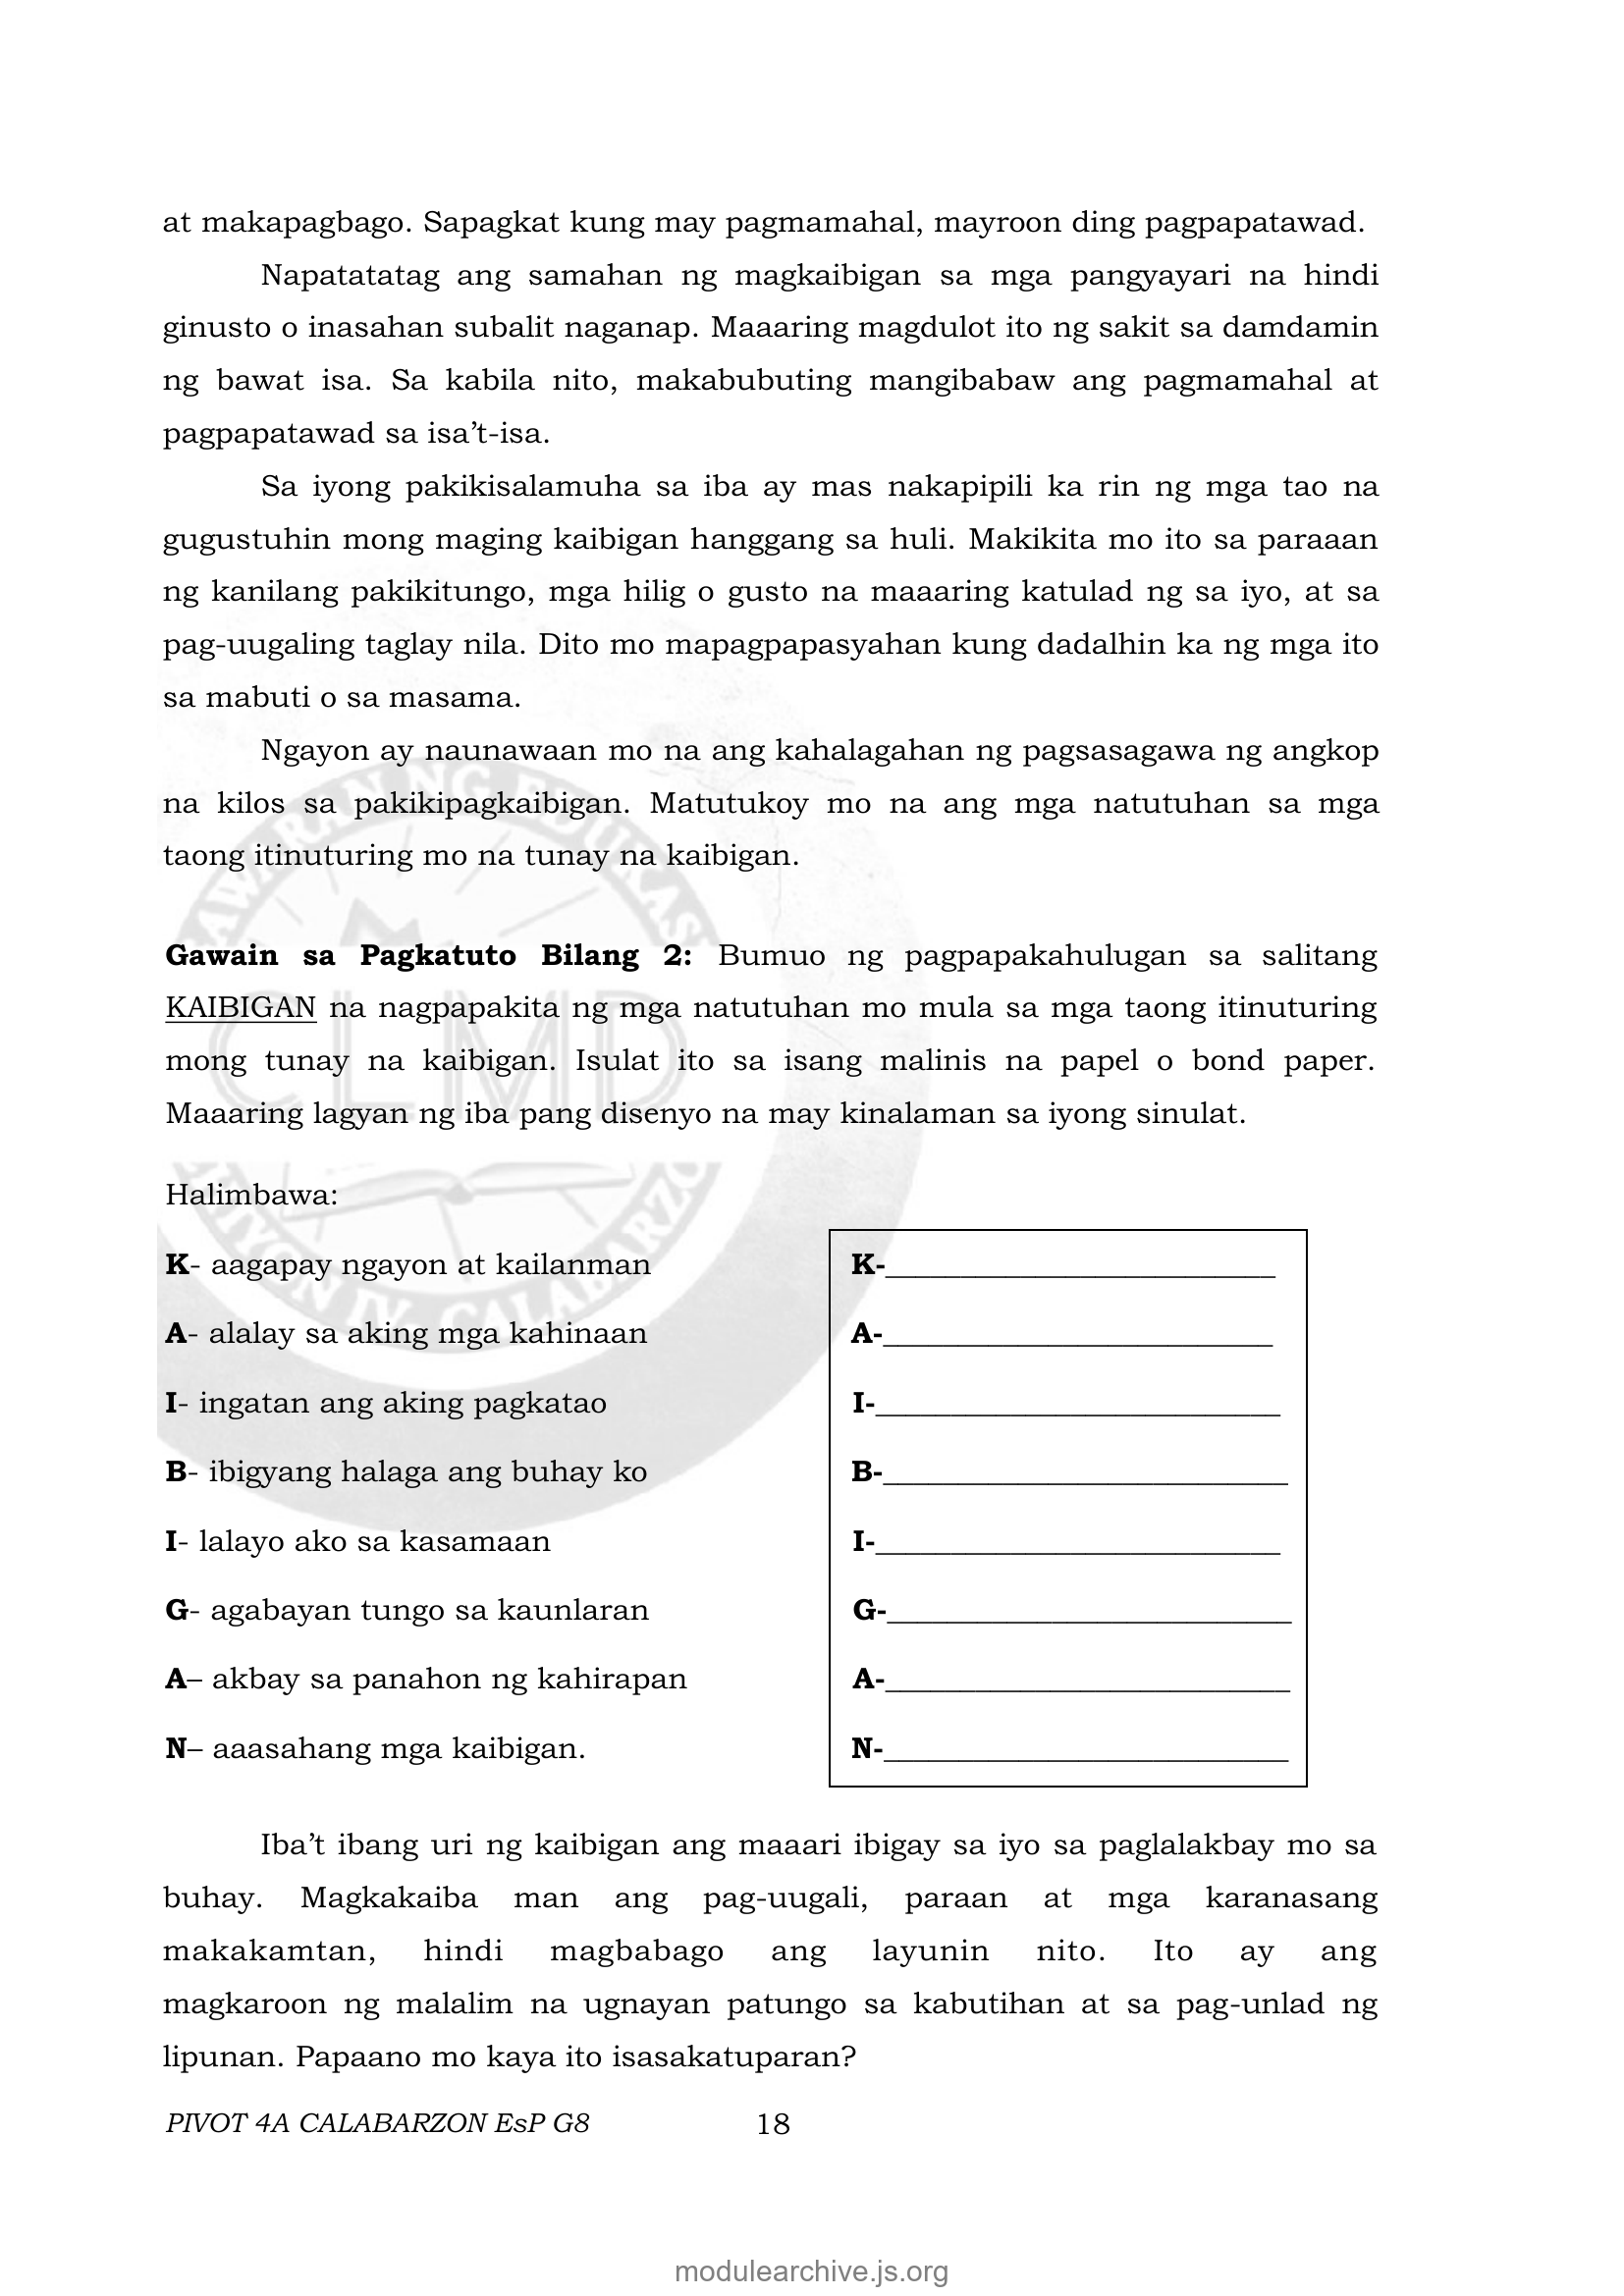 at makapagbago. Sapagkat kung may pagmamahal, mayroon ding pagpapatawad.
Napatatatag ang samahan ng magkaibigan sa mga pangyayari na hindi
ginusto o inasahan subalit naganap. Maaaring magdulot ito ng sakit sa damdamin
ng bawat isa. Sa kabila nito, makabubuting mangibabaw ang pagmamahal at
pagpapatawad sa isa’t-isa.
Sa iyong pakikisalamuha sa iba ay mas nakapipili ka rin ng mga tao na
gugustuhin mong maging kaibigan hanggang sa huli. Makikita mo ito sa paraaan
ng kanilang pakikitungo, mga hilig o gusto na maaaring katulad ng sa iyo, at sa
pag-uugaling taglay nila. Dito mo mapagpapasyahan kung dadalhin ka ng mga ito
sa mabuti o sa masama.
Ngayon ay naunawaan mo na ang kahalagahan ng pagsasagawa ng angkop
na kilos sa pakikipagkaibigan. Matutukoy mo na ang mga natutuhan sa mga
taong itinuturing mo na tunay na kaibigan.
Gawain sa Pagkatuto Bilang 2: Bumuo ng pagpapakahulugan sa salitang
KAIBIGAN na nagpapakita ng mga natutuhan mo mula sa mga taong itinuturing
mong tunay na kaibigan. Isulat ito sa isang malinis na papel o bond paper.
Maaaring lagyan ng iba pang disenyo na may kinalaman sa iyong sinulat.
CLMD
Halimbawa:
K- aagapay ngayon at kailanman
A- alalay sa aking mga kahinaan
I- ingatan ang aking pagkatao
B- ibigyang halaga ang buhay ko
I- lalayo ako sa kasamaan
G- agabayan tungo sa kaunlaran
A– akbay sa panahon ng kahirapan
N– aaasahang mga kaibigan.
K-__________________________
A-__________________________
I-___________________________
B-___________________________
I-___________________________
G-___________________________
A-___________________________
N-___________________________
Iba’t ibang uri ng kaibigan ang maaari ibigay sa iyo sa paglalakbay mo sa
buhay. Magkakaiba man ang pag-uugali, paraan at mga karanasang
makakamtan, hindi magbabago ang layunin nito. Ito ay ang
magkaroon ng malalim na ugnayan patungo sa kabutihan at sa pag-unlad ng
lipunan. Papaano mo kaya ito isasakatuparan?
PIVOT 4A CALABARZON EsP G8 18
modulearchive.js.org